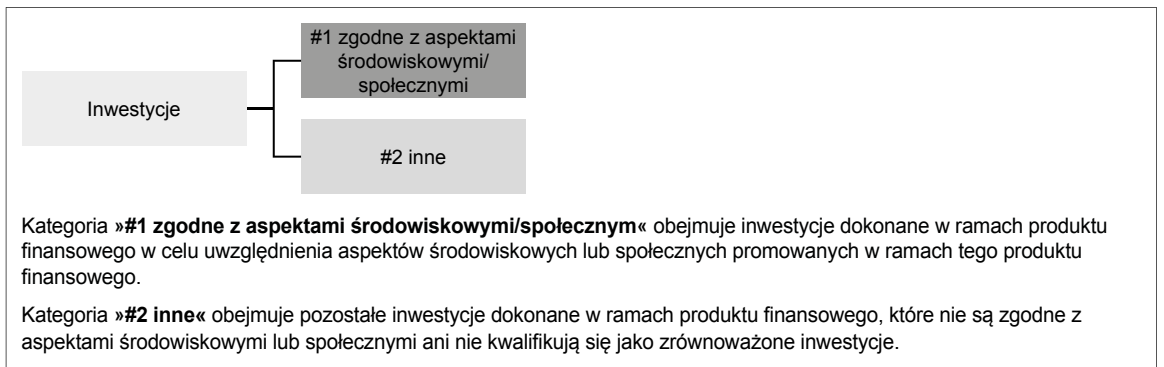 #1 zgodne z aspektami
środowiskowymi/
społecznymi
Inwestycje
#2 inne
Kategoria »#1 zgodne z aspektami środowiskowymi/społecznym« obejmuje inwestycje dokonane w ramach produktu
finansowego w celu uwzględnienia aspektów środowiskowych lub społecznych promowanych w ramach tego produktu
finansowego.
Kategoria »#2 inne« obejmuje pozostałe inwestycje dokonane w ramach produktu finansowego, które nie są zgodne z
aspektami środowiskowymi lub społecznymi ani nie kwalifikują się jako zrównoważone inwestycje.